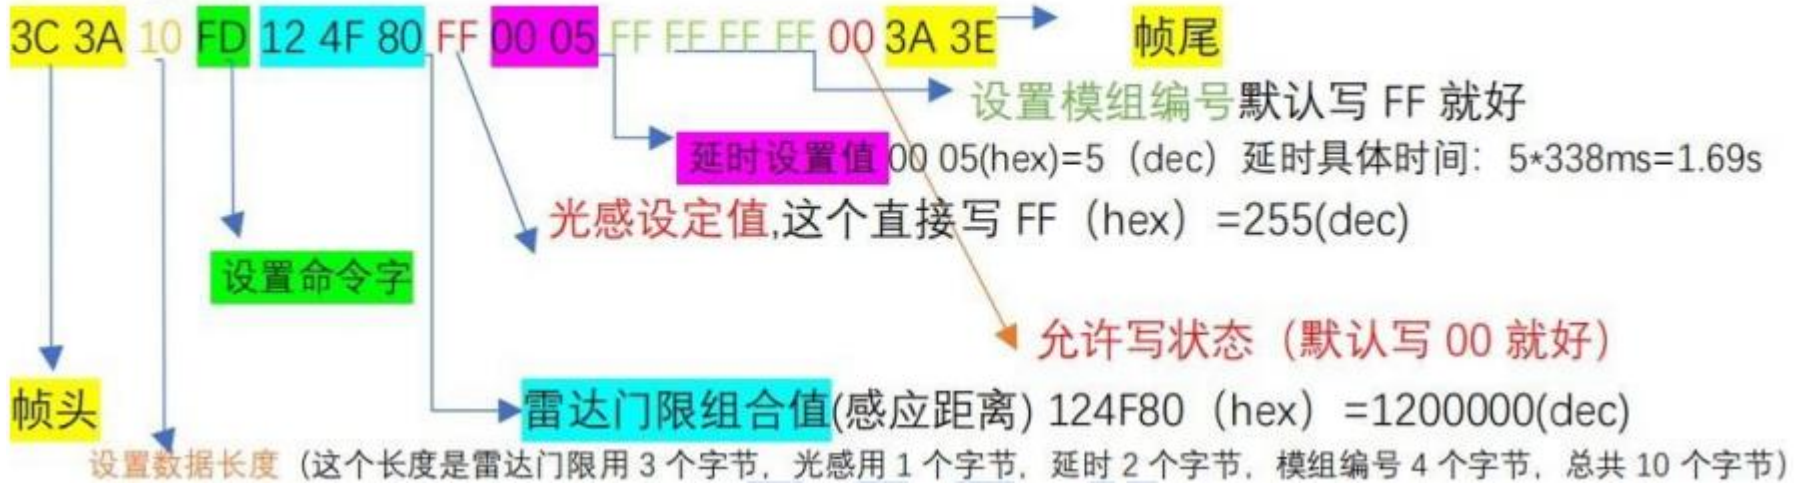 3C 3A 10 FD 12 4F 80 FF 00 05 FF FF FF FF 00 3A 3E 帧尾
设置模组编号默认写 FF 就好
延时设置值 00 05(hex)=5（dec）延时具体时间：5*338ms=1.69s
光感设定值,这个直接写 FF（hex）=255(dec)
设置命令字
允许写状态（默认写 00 就好）
帧头
雷达门限组合值(感应距离) 124F80（hex）=1200000(dec)
设置数据长度（这个长度是雷达门限用 3 个字节，光感用 1 个字节，延时 2 个字节，模组编号 4 个字节，总共 10 个字节）